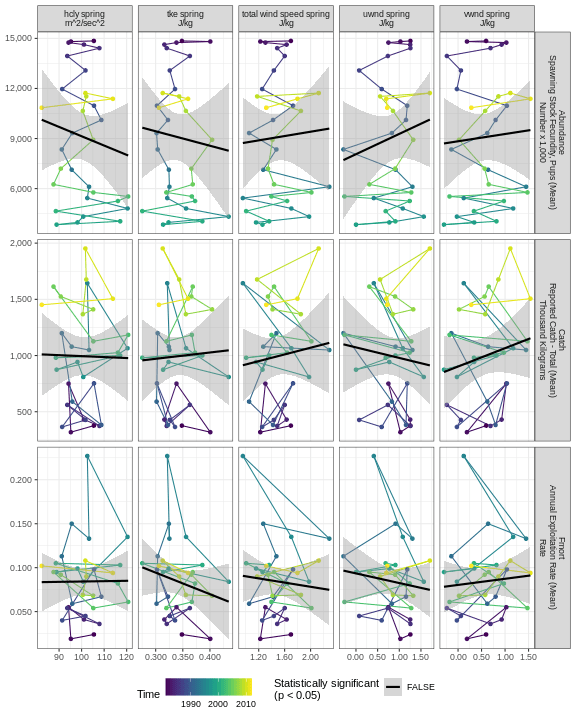 hcdy spring
m^2/sec^2
tke spring
J/kg
total wind speed spring
J/kg
uwnd spring
J/kg
vwnd spring
J/kg
15,000
12,000
9,000
6,000
Abundance
Spawning Stock Fecundity, Pups (Mean)
Number x 1,000
2,000
1,500
1,000
500
Catch
Reported Catch - Total (Mean)
Thousand Kilograms
0.200
0.150
0.100
0.050
Fmort
Annual Exploitation Rate (Mean)
Rate
90 100 110 120
0.300 0.350 0.400
1.20 1.60 2.00
0.00 0.50 1.00 1.50
0.00 0.50 1.00 1.50
Time
1990 2000 2010
Statistically significant
(p < 0.05)
FALSE